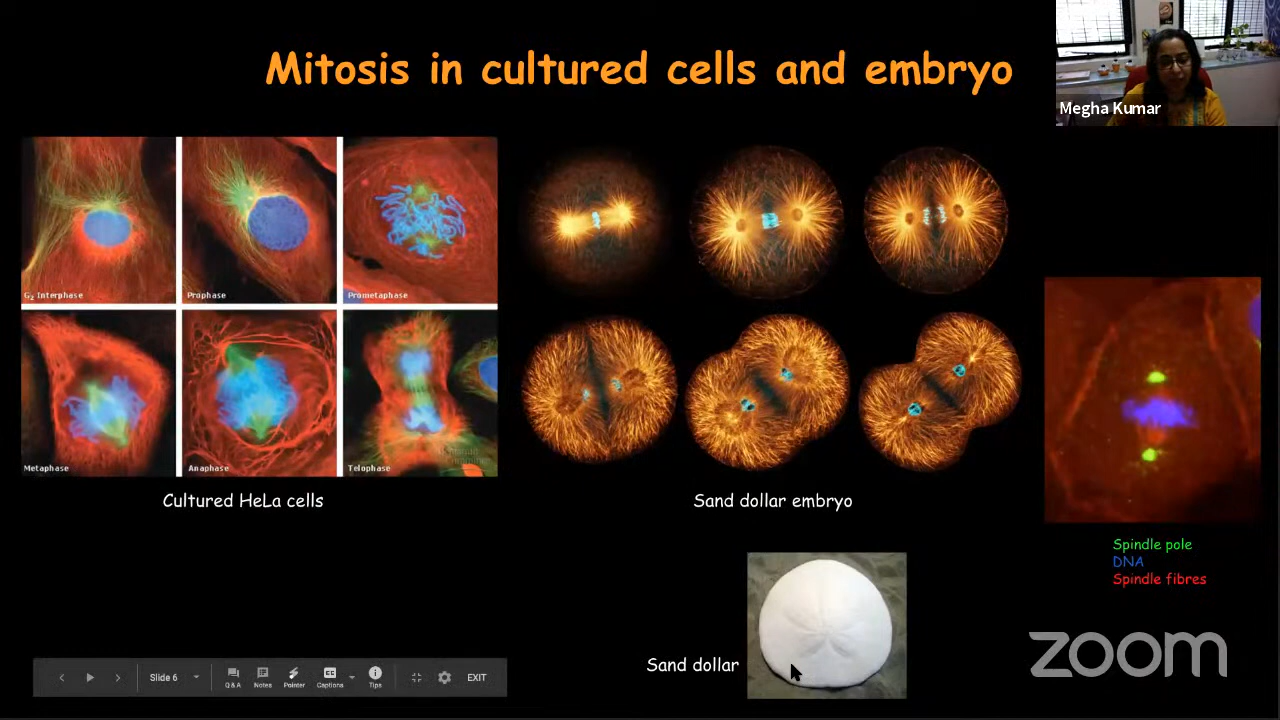 Mitosis in cultured cells and embryo
Megha Kumar
G₂ Interphase
Prophase
Prometaphase
Metaphase
Anaphase
Telophase
Cultured HeLa cells
Sand dollar embryo
Spindle pole
DNA
Spindle fibres
Sand dollar
zoom
Slide 6
Q & A
Notes
Pointer
CC
Captions
Tips
EXIT